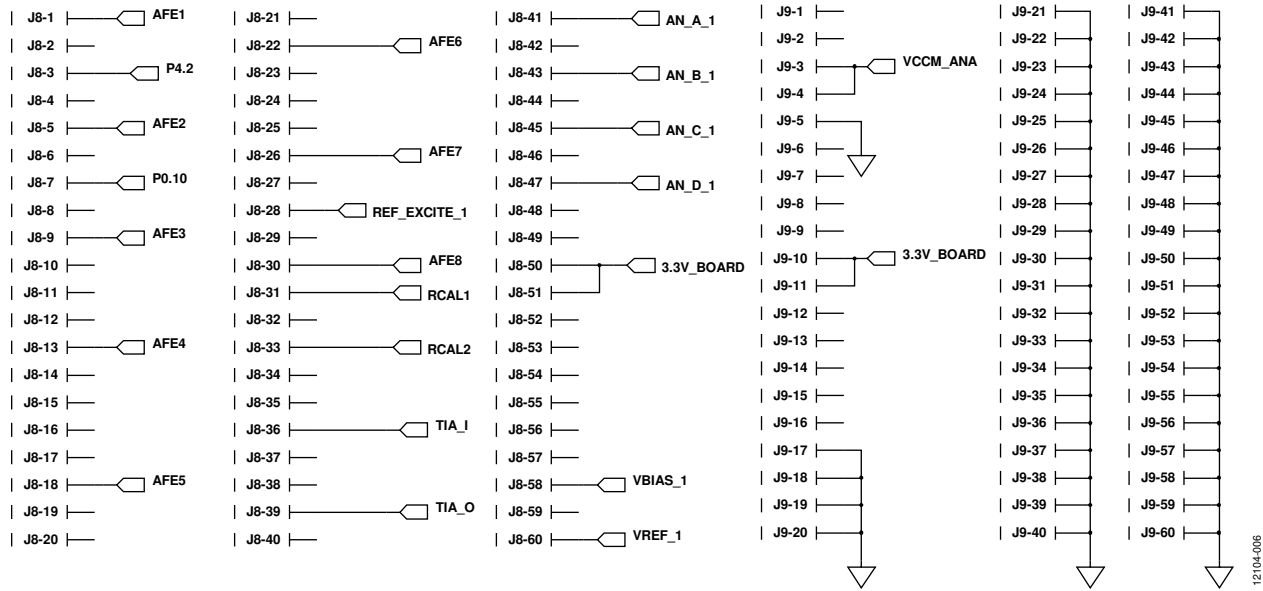 J8-1 AFE1
J8-2
J8-3 P4.2
J8-4
J8-5 AFE2
J8-6
J8-7 P0.10
J8-8
J8-9 AFE3
J8-10
J8-11
J8-12
J8-13 AFE4
J8-14
J8-15
J8-16
J8-17
J8-18 AFE5
J8-19
J8-20
J8-21
J8-22 AFE6
J8-23
J8-24
J8-25
J8-26 AFE7
J8-27
J8-28 REF_EXCITE_1
J8-29
J8-30 AFE8
J8-31 RCAL1
J8-32
J8-33 RCAL2
J8-34
J8-35
J8-36 TIA_I
J8-37
J8-38
J8-39 TIA_O
J8-40
J8-41 AN_A_1
J8-42
J8-43 AN_B_1
J8-44
J8-45 AN_C_1
J8-46
J8-47 AN_D_1
J8-48
J8-49
J8-50 3.3V_BOARD
J8-51
J8-52
J8-53
J8-54
J8-55
J8-56
J8-57
J8-58 VBIAS_1
J8-59
J8-60 VREF_1
J9-1
J9-2
J9-3 VCCM_ANA
J9-4
J9-5
J9-6
J9-7
J9-8
J9-9
J9-10 3.3V_BOARD
J9-11
J9-12
J9-13
J9-14
J9-15
J9-16
J9-17
J9-18
J9-19
J9-20
J9-21
J9-22
J9-23
J9-24
J9-25
J9-26
J9-27
J9-28
J9-29
J9-30
J9-31
J9-32
J9-33
J9-34
J9-35
J9-36
J9-37
J9-38
J9-39
J9-40
J9-41
J9-42
J9-43
J9-44
J9-45
J9-46
J9-47
J9-48
J9-49
J9-50
J9-51
J9-52
J9-53
J9-54
J9-55
J9-56
J9-57
J9-58
J9-59
J9-60
12104-006